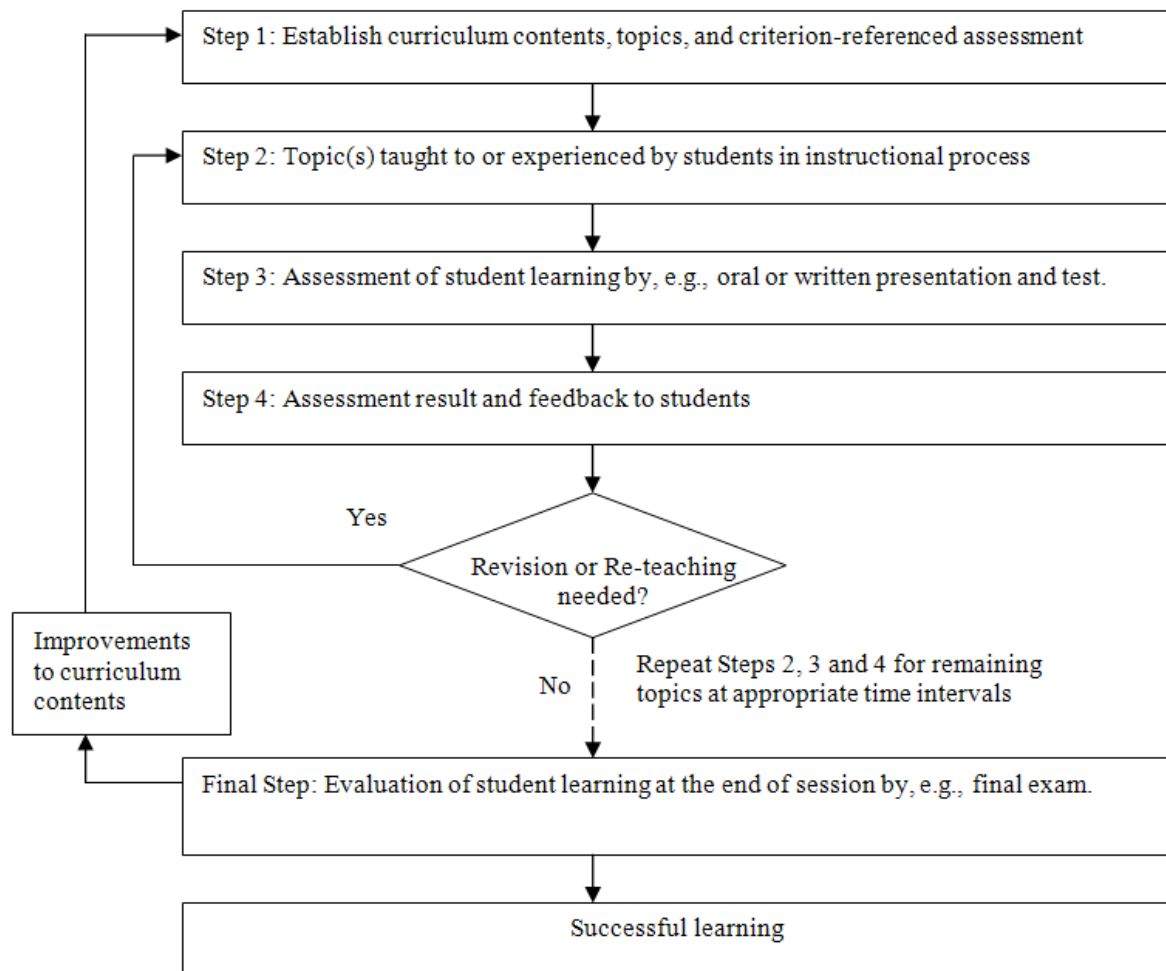 Step 1: Establish curriculum contents, topics, and criterion-referenced assessment
Step 2: Topic(s) taught to or experienced by students in instructional process
Step 3: Assessment of student learning by, e.g., oral or written presentation and test.
Step 4: Assessment result and feedback to students
Yes
Revision or Re-teaching
needed?
Improvements
to curriculum
contents
No
Repeat Steps 2, 3 and 4 for remaining
topics at appropriate time intervals
Final Step: Evaluation of student learning at the end of session by, e.g., final exam.
Successful learning